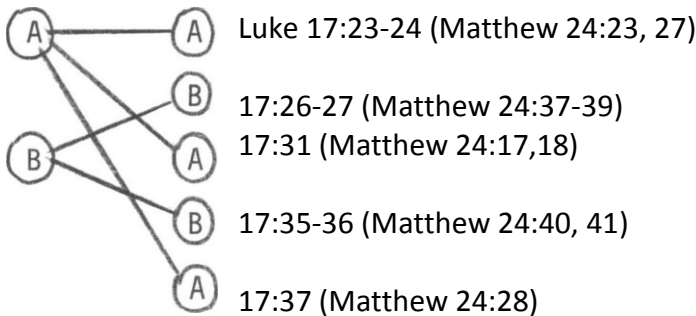 A A Luke 17:23-24 (Matthew 24:23, 27)
B 17:26-27 (Matthew 24:37-39)
B A 17:31 (Matthew 24:17,18)
B 17:35-36 (Matthew 24:40, 41)
A 17:37 (Matthew 24:28)